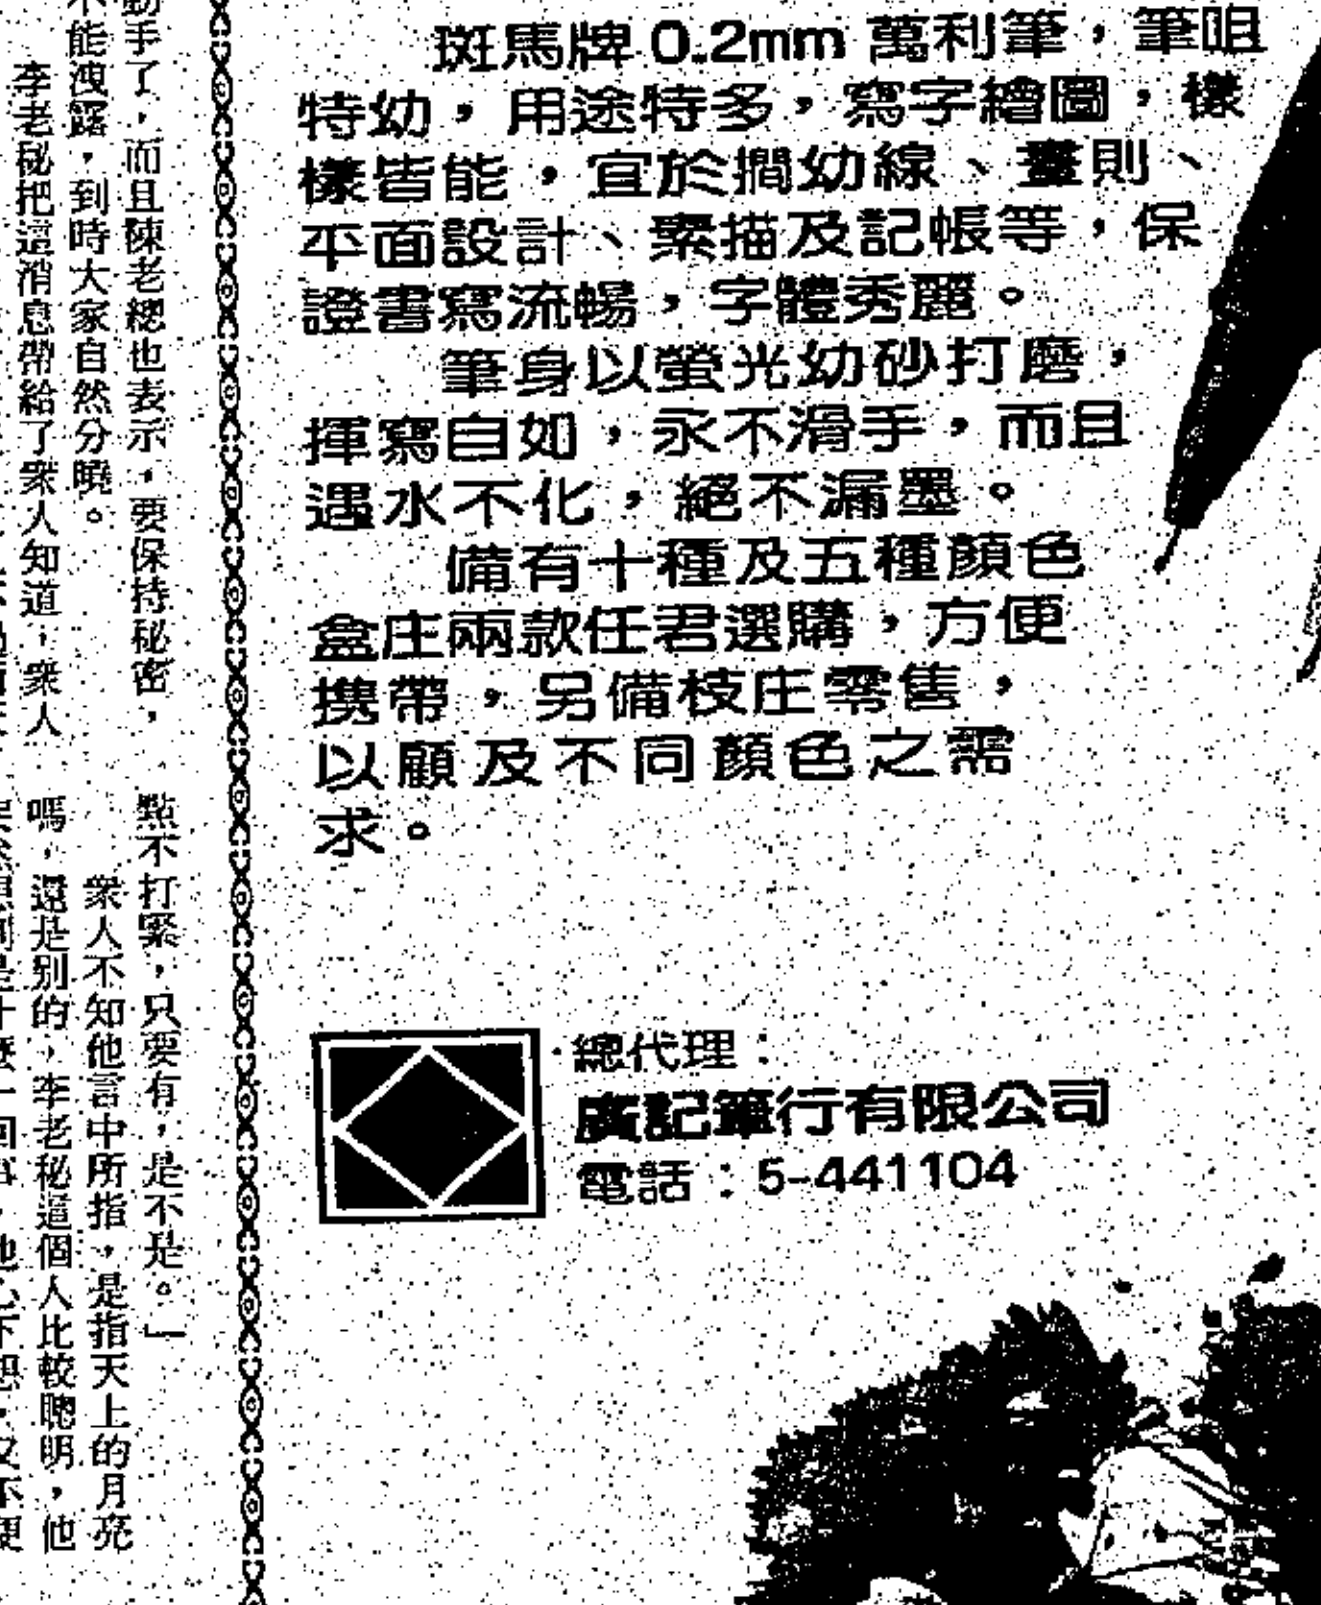 斑馬牌 0.2mm 萬利筆，筆咀
特幼，用途特多，寫字繪圖，樣
樣皆能，宜於擱幼線、畫則、
平面設計、素描及記帳等，保
證書寫流暢，字體秀麗。
筆身以螢光幼砂打磨，
揮寫自如，永不滑手，而且
遇水不化，絕不漏墨。
備有十種及五種顏色
盒庄兩款任君選購，方便
携帶，另備枝庄零售，
以顧及不同顏色之需
求。
總代理：
廣記筆行有限公司
電話：5-441104
動手了，而且陳老總也表示，要保持秘密，
不能洩露，到時大家自然分曉。
李老秘把這消息帶給了衆人知道，衆人
點不打緊，只要有，是不是。」
衆人不知他言中所指，是指天上的月亮
嗎，還是別的，李老秘這個人比較聰明，他